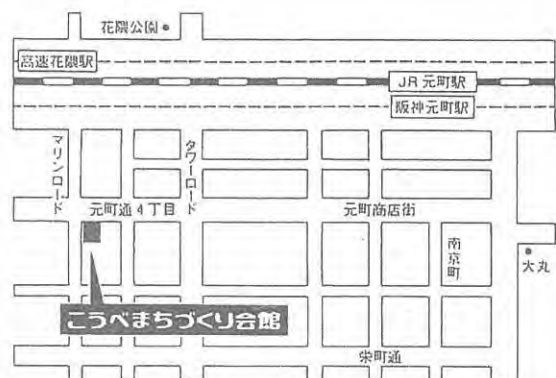 花隈公園
高速花隈駅
JR 元町駅
阪神元町駅
マリンロード
タワーロード
元町通4丁目
元町商店街
南京町
大丸
こうべまちづくり会館
栄町通